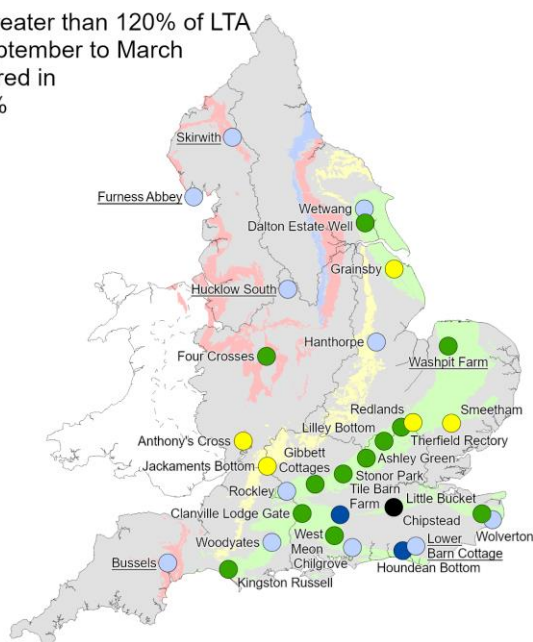 eater than 120% of LTA
ptember to March
red in
%
Skirwith
Furness Abbey
Wetwang
Dalton Estate Well
Grainsby
Hucklow South
Hanthorpe
Four Crosses
Washpit Farm
Redlands
Smeetham
Lilley Bottom
Therfield Rectory
Anthony's Cross
Gibbett
Cottages
Ashley Green
Jackaments Bottom
Stonor Park
Rockley
Tile Barn
Farm
Little Bucket
Clanville Lodge Gate
Chipstead
Woodyates
West
Meon
Lower
Barn Cottage
Wolverton
Chilgrove
Bussels
Houndean Bottom
Kingston Russell